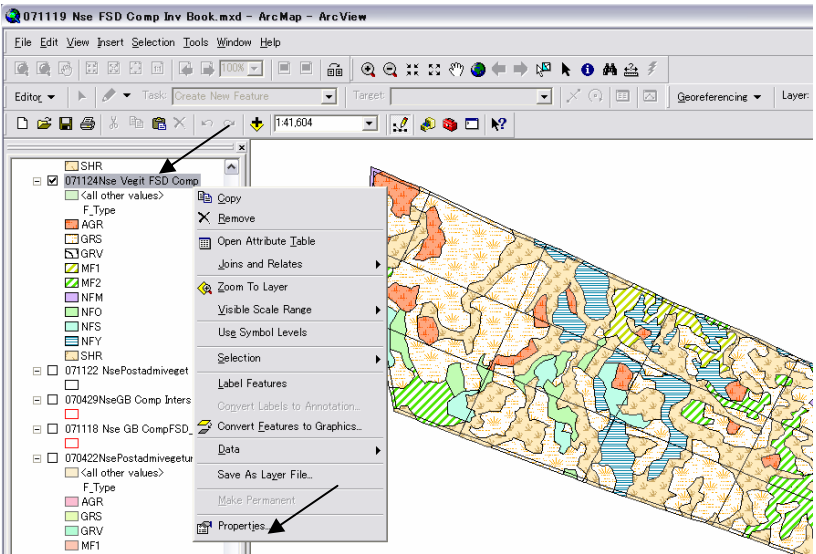 071119 Nse FSD Comp Inv Book.mxd - ArcMap - ArcView
File Edit View Insert Selection Tools Window Help
100%
Editor Task: Create New Feature Target: Georeferencing Layer:
1:41,604
SHR
071124Nse Vegit FSD Comp
<all other values>
F_Type
AGR
GRS
GRV
MF1
MF2
NFM
NFO
NFS
NFY
SHR
071122 NsePostadmiveget
070429NseGB Comp Inters
071118 Nse GB CompFSD_
070422NsePostadmivegetur
<all other values>
F_Type
AGR
GRS
GRV
MF1
Copy
Remove
Open Attribute Table
Joins and Relates
Zoom To Layer
Visible Scale Range
Use Symbol Levels
Selection
Label Features
Convert Labels to Annotation...
Convert Features to Graphics...
Data
Save As Layer File...
Make Permanent
Properties...